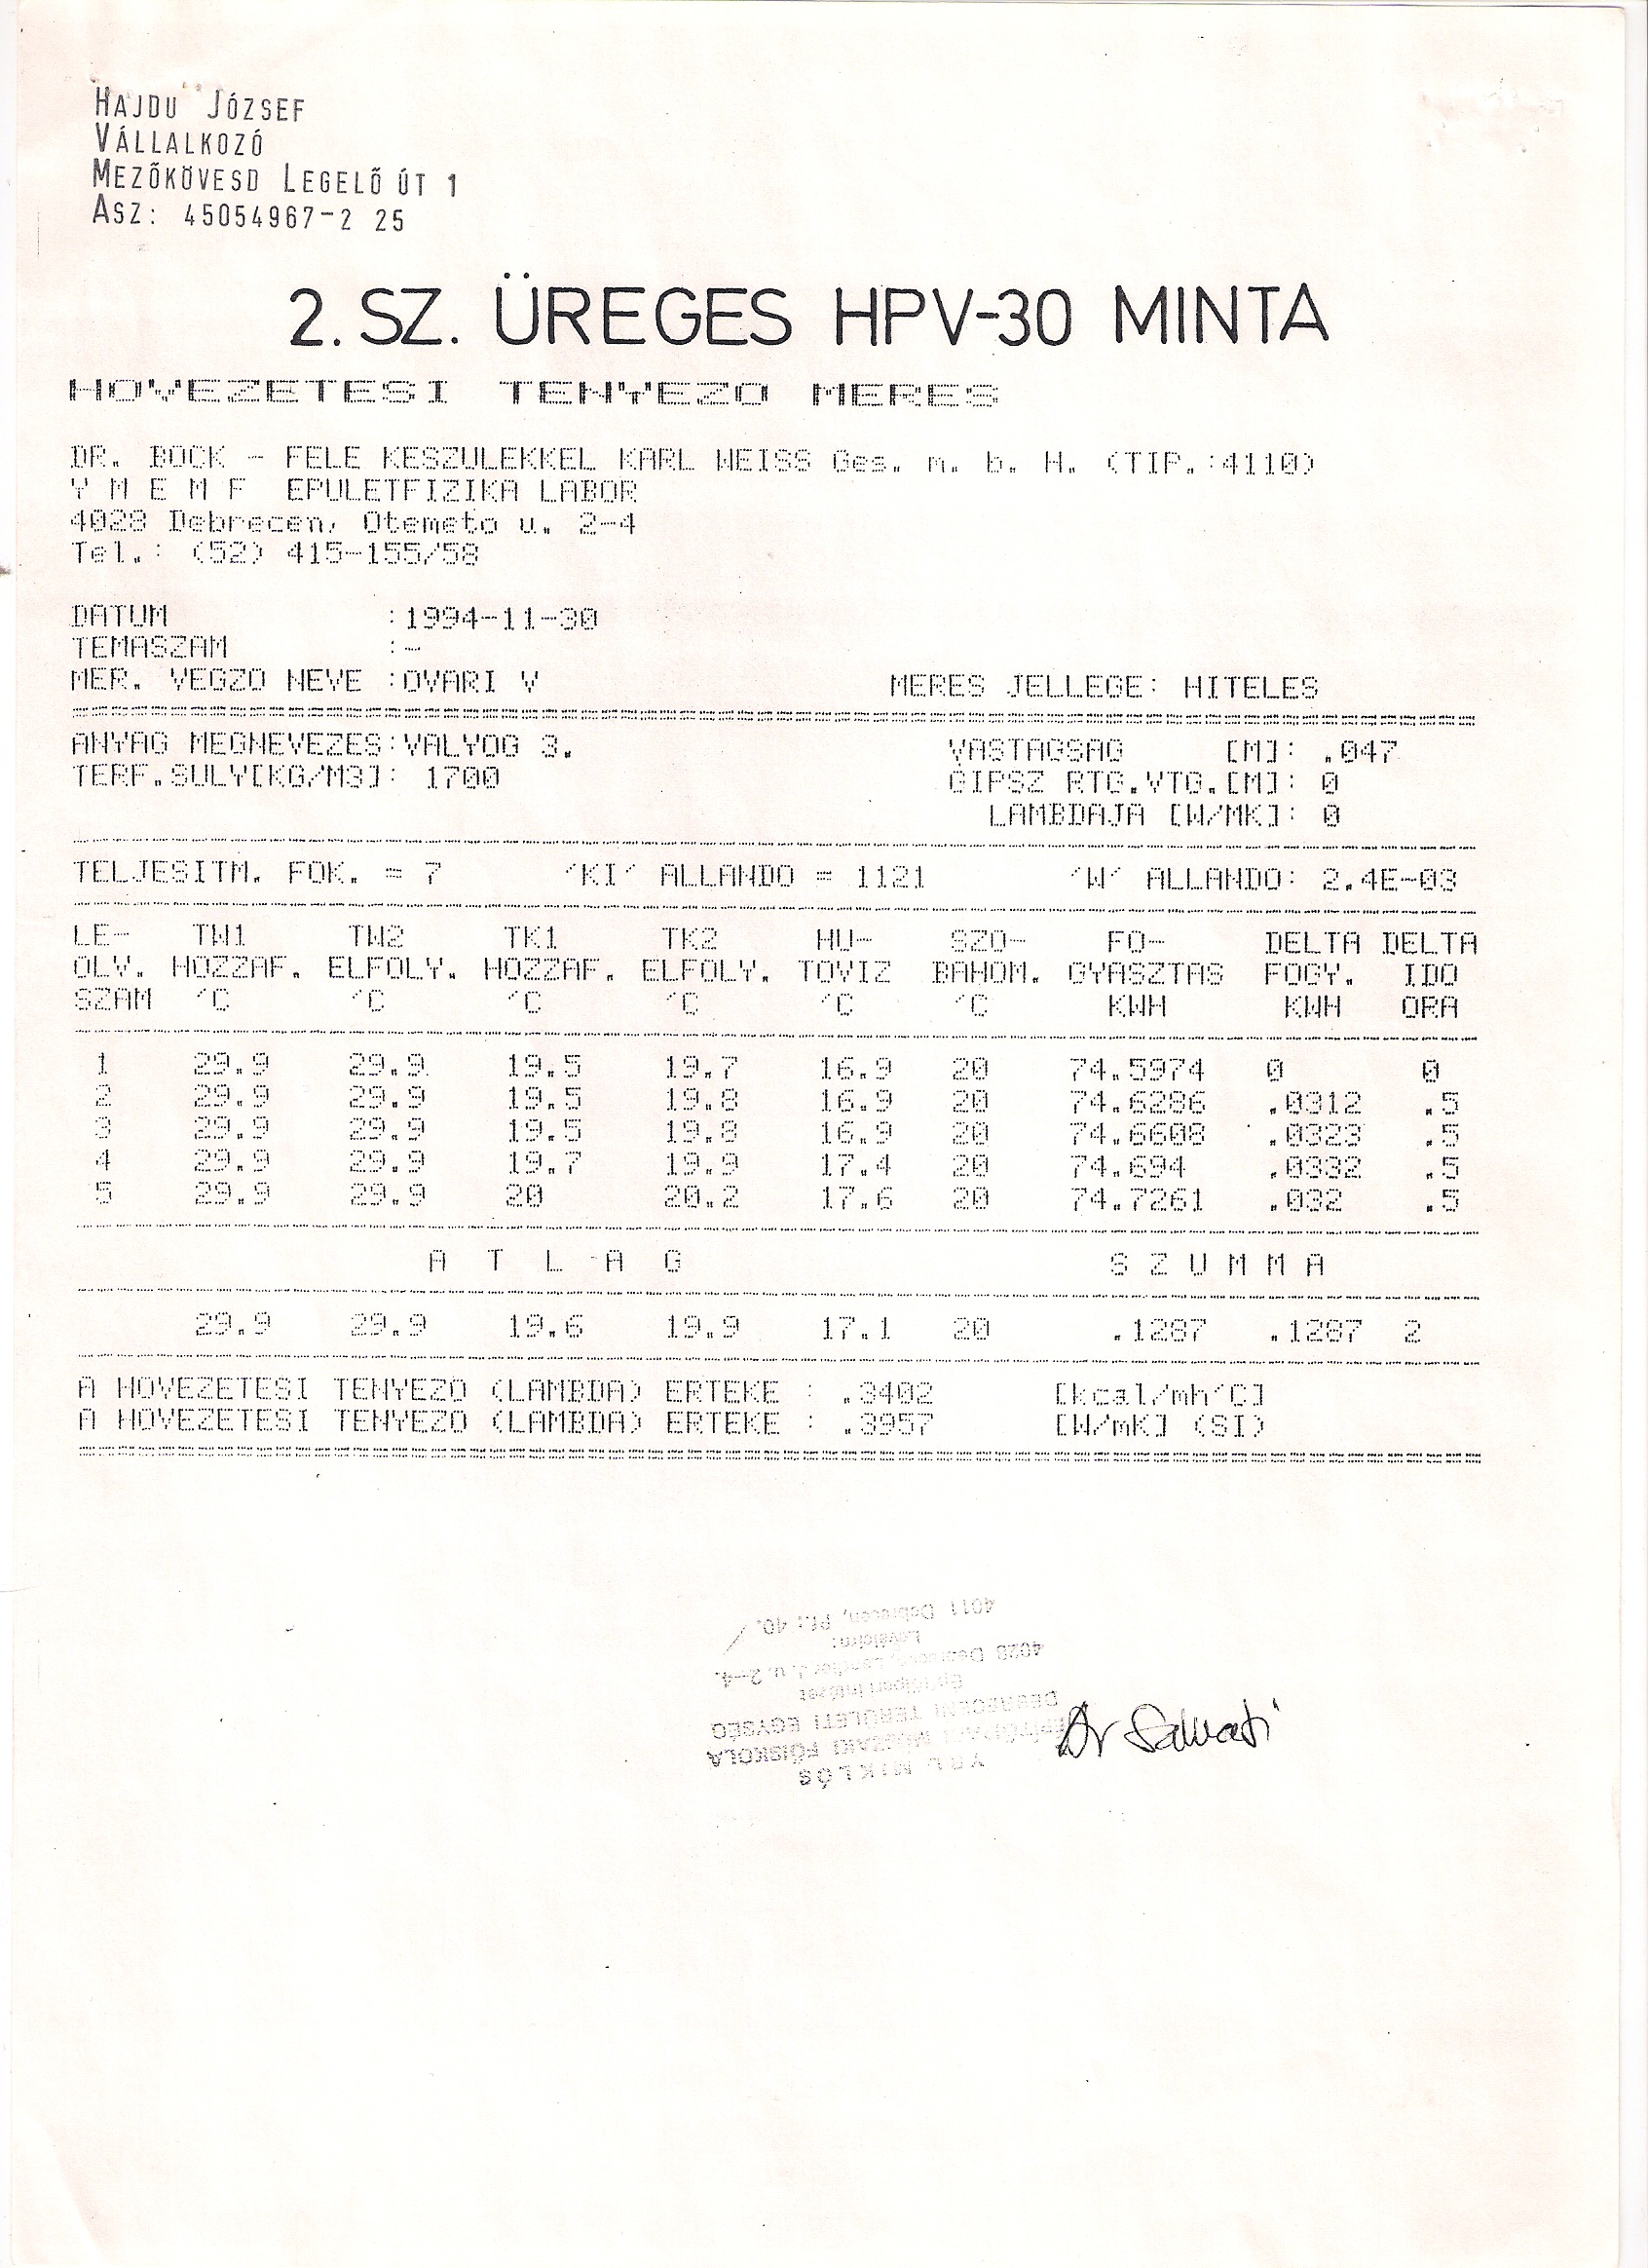 HAJDU JÓZSEF
VÁLLALKOZÓ
MEZŐKÖVESD LEGELŐ ÚT 1
ASZ: 45054967-2 25
2. SZ. ÜREGES HPV-30 MINTA
HOVEZETESI TENYEZO MERES
DR. BOCK - FELE KESZULEKKEL KARL WEISS Ges. m. b. H. (TIP.:4110)
Y M E M F EPULETFIZIKA LABOR
4028 Debrecen, Otemeto u. 2-4
Tel.: (52) 415-155/58
DATUM :1994-11-30
TEMASZAM :-
MER. VEGZO NEVE :OVARI V MERES JELLEGE: HITELES
ANYAG MEGNEVEZES:VALYOG 3. VASTAGSAG [M]: .047
TERF.SULY[KG/M3]: 1700 GIPSZ RTG.VTG.[M]: 0
LAMBDAJA [W/MK]: 0
TELJESITM. FOK. = 7 'KI' ALLANDO = 1121 'W' ALLANDO: 2.4E-03
LE- TW1 TW2 TK1 TK2 HU- SZO- FO- DELTA DELTA
OLV. HOZZAF. ELFOLY. HOZZAF. ELFOLY. TOVIZ BAHOM. GYASZTAS FOGY. IDO
SZAM 'C 'C 'C 'C 'C 'C KWH KWH ORA
1 29.9 29.9 19.5 19.7 16.9 20 74.5974 0 0
2 29.9 29.9 19.5 19.8 16.9 20 74.6286 .0312 .5
3 29.9 29.9 19.5 19.8 16.9 20 74.6608 .0323 .5
4 29.9 29.9 19.7 19.9 17.4 20 74.694 .0332 .5
5 29.9 29.9 20 20.2 17.6 20 74.7261 .032 .5
A T L A G S Z U M M A
29.9 29.9 19.6 19.9 17.1 20 .1287 .1287 2
A HOVEZETESI TENYEZO (LAMBDA) ERTEKE : .3402 [kcal/mh'C]
A HOVEZETESI TENYEZO (LAMBDA) ERTEKE : .3957 [W/mK] (SI)
4011 Debrecen, Pf.: 40.
Levélcím:
4028 Debrecen, u. 2-4.
Intézet
DEBRECENI TERÜLETI EGYSÉG
MŰSZAKI FŐISKOLA
MIKLÓS
Dr